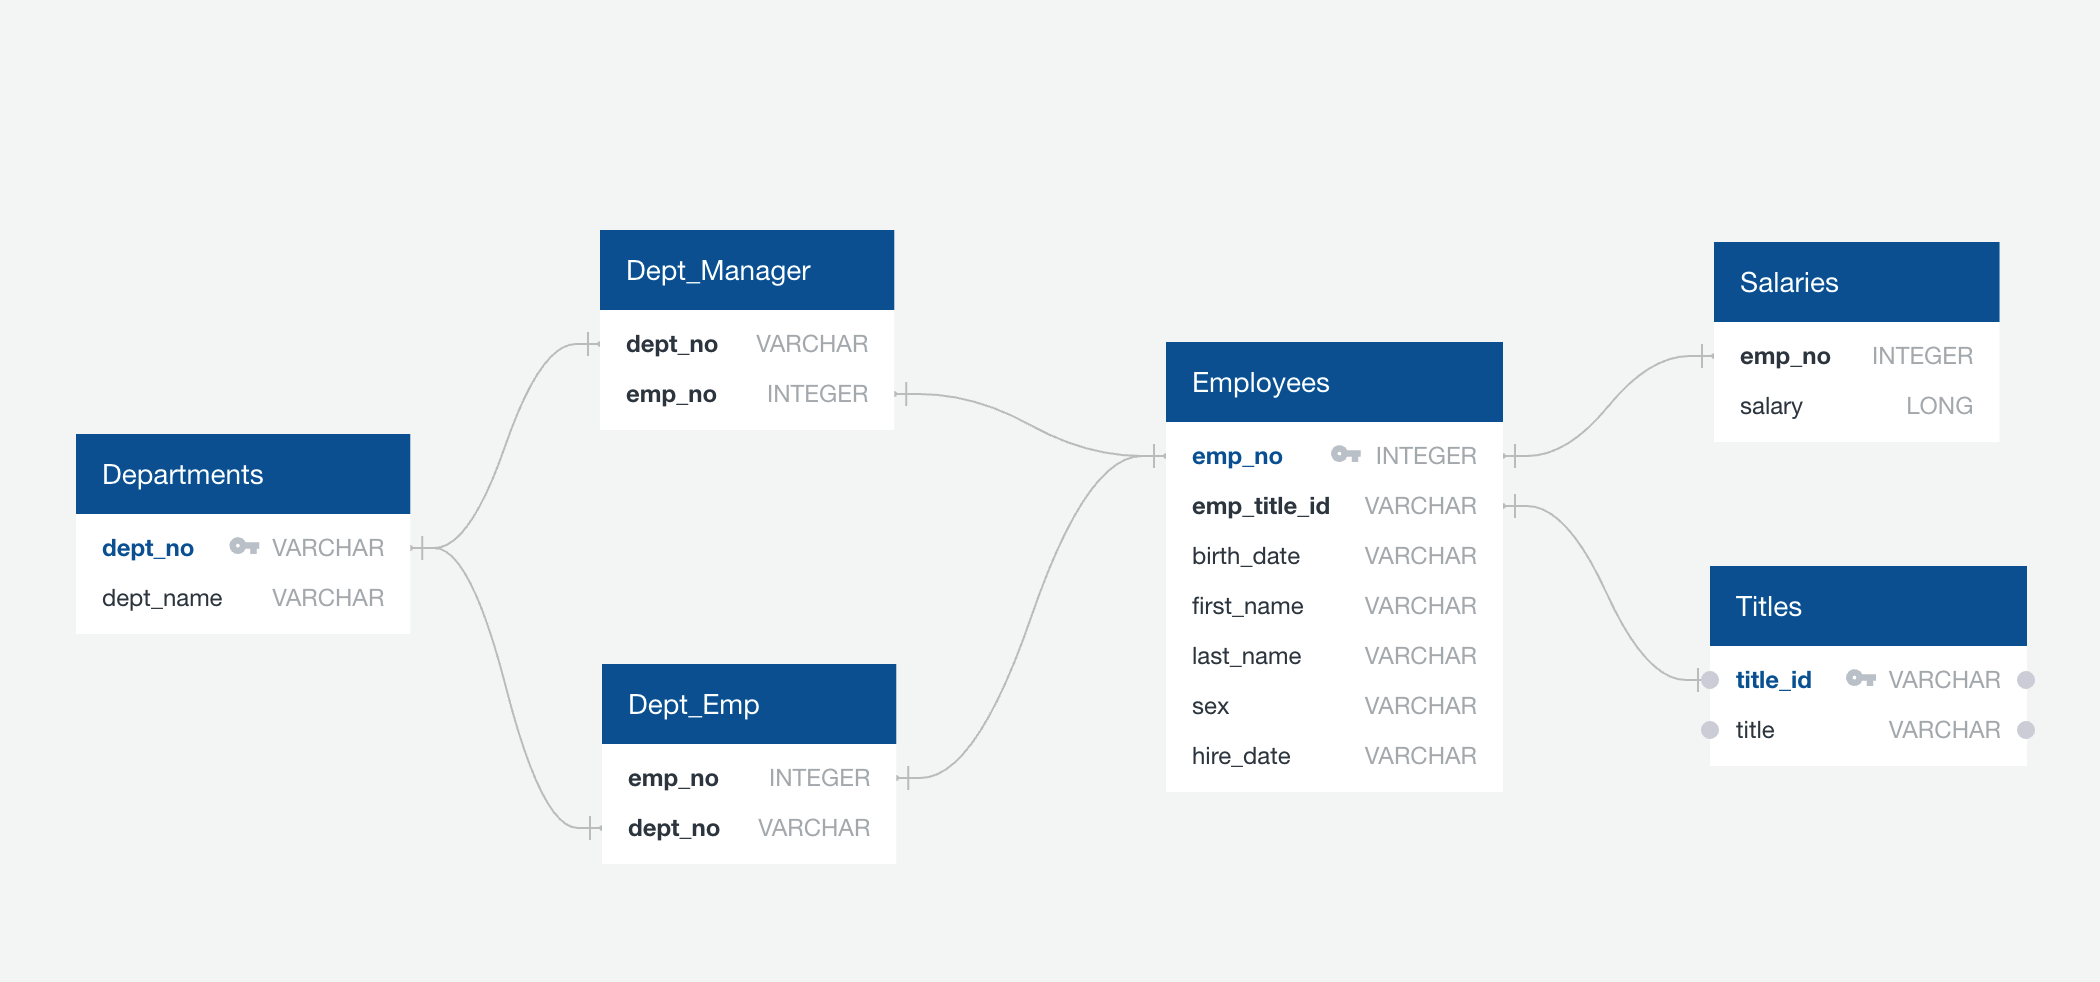 Departments
dept_no VARCHAR
dept_name VARCHAR
Dept_Manager
dept_no VARCHAR
emp_no INTEGER
Dept_Emp
emp_no INTEGER
dept_no VARCHAR
Employees
emp_no INTEGER
emp_title_id VARCHAR
birth_date VARCHAR
first_name VARCHAR
last_name VARCHAR
sex VARCHAR
hire_date VARCHAR
Salaries
emp_no INTEGER
salary LONG
Titles
title_id VARCHAR
title VARCHAR